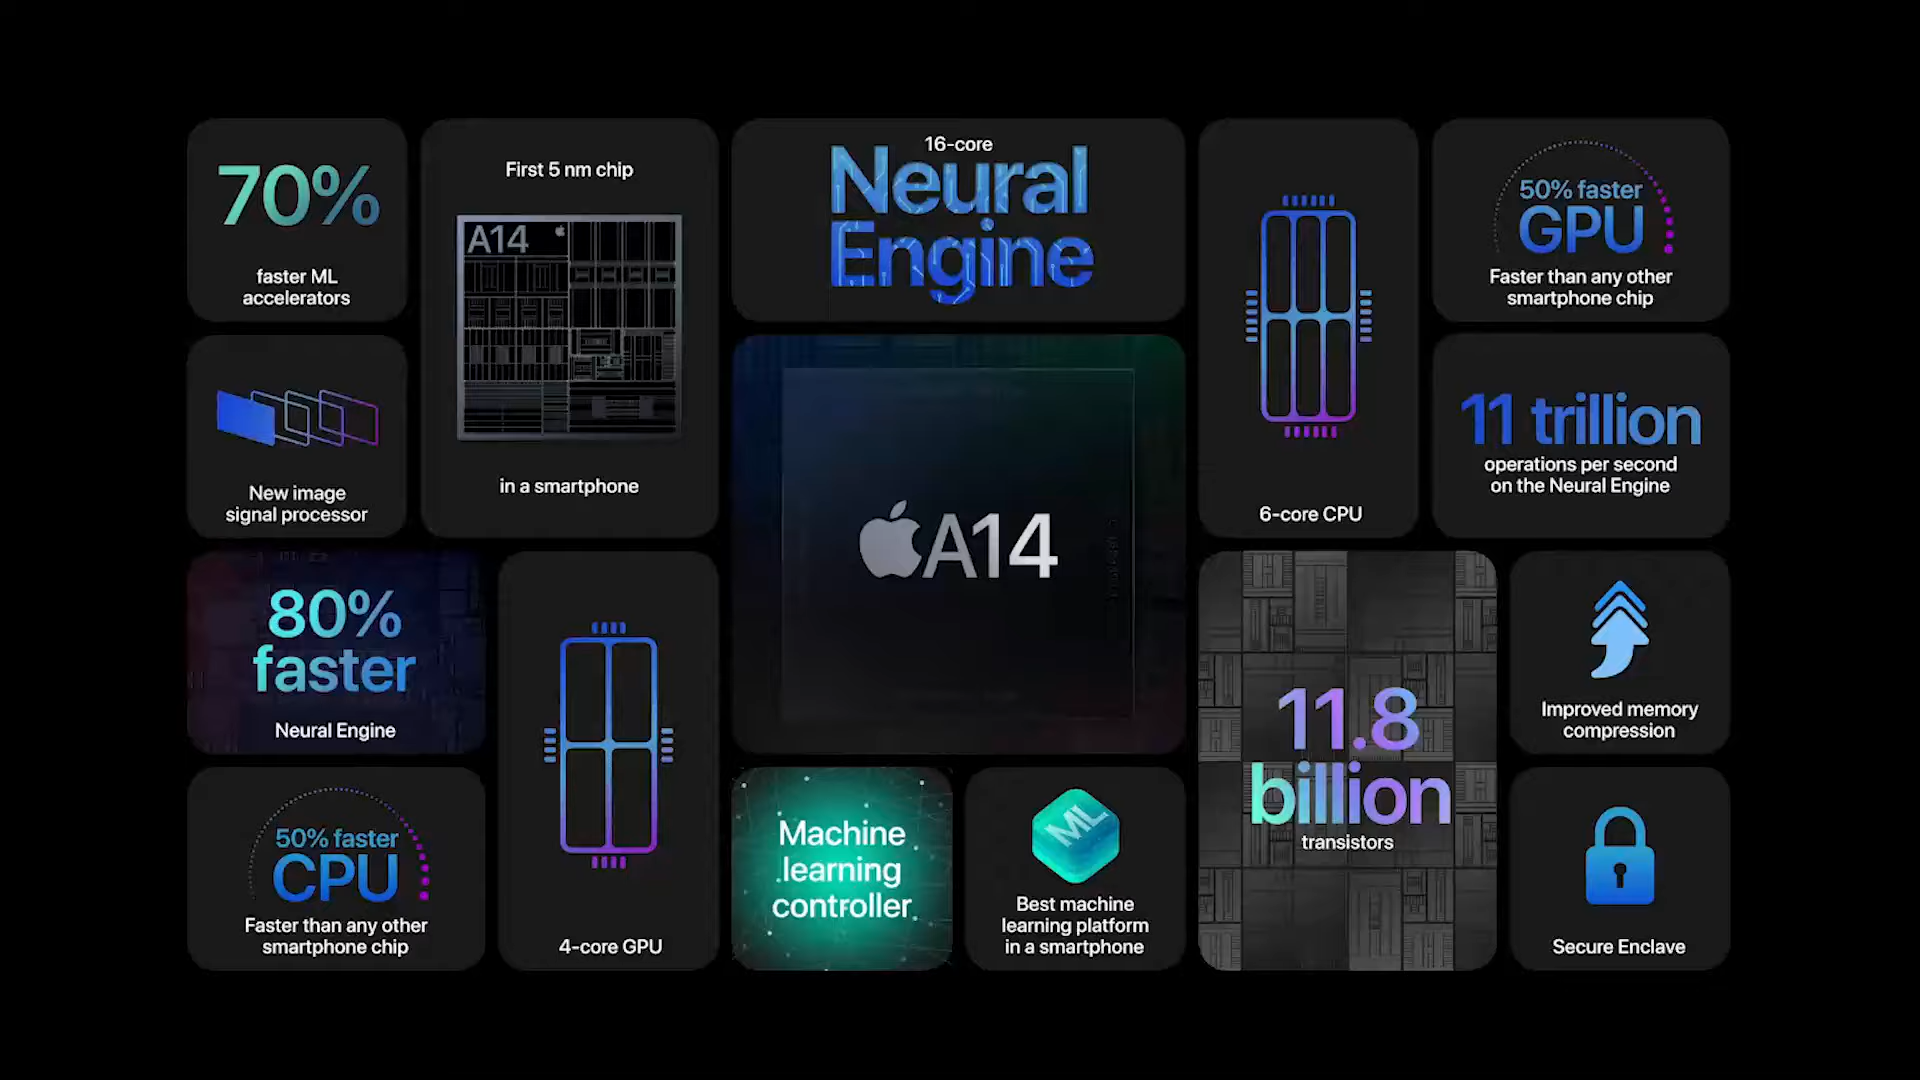 70%
faster ML
accelerators
First 5 nm chip
A14
in a smartphone
16-core
Neural
Engine
6-core CPU
50% faster
GPU
Faster than any other
smartphone chip
New image
signal processor
A14
11 trillion
operations per second
on the Neural Engine
80%
faster
Neural Engine
4-core GPU
11.8
billion
transistors
Improved memory
compression
50% faster
CPU
Faster than any other
smartphone chip
Machine
learning
controller
ML
Best machine
learning platform
in a smartphone
Secure Enclave